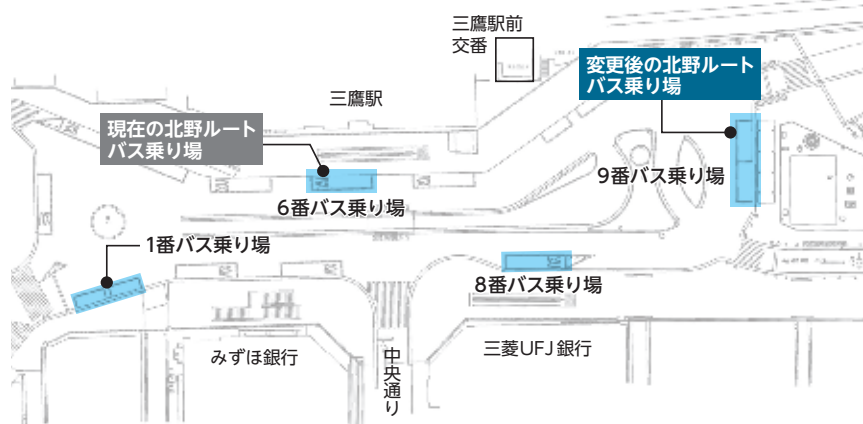 三鷹駅前
交番
変更後の北野ルート
バス乗り場
三鷹駅
現在の北野ルート
バス乗り場
9番バス乗り場
6番バス乗り場
1番バス乗り場
8番バス乗り場
みずほ銀行
中央通り
三菱UFJ銀行